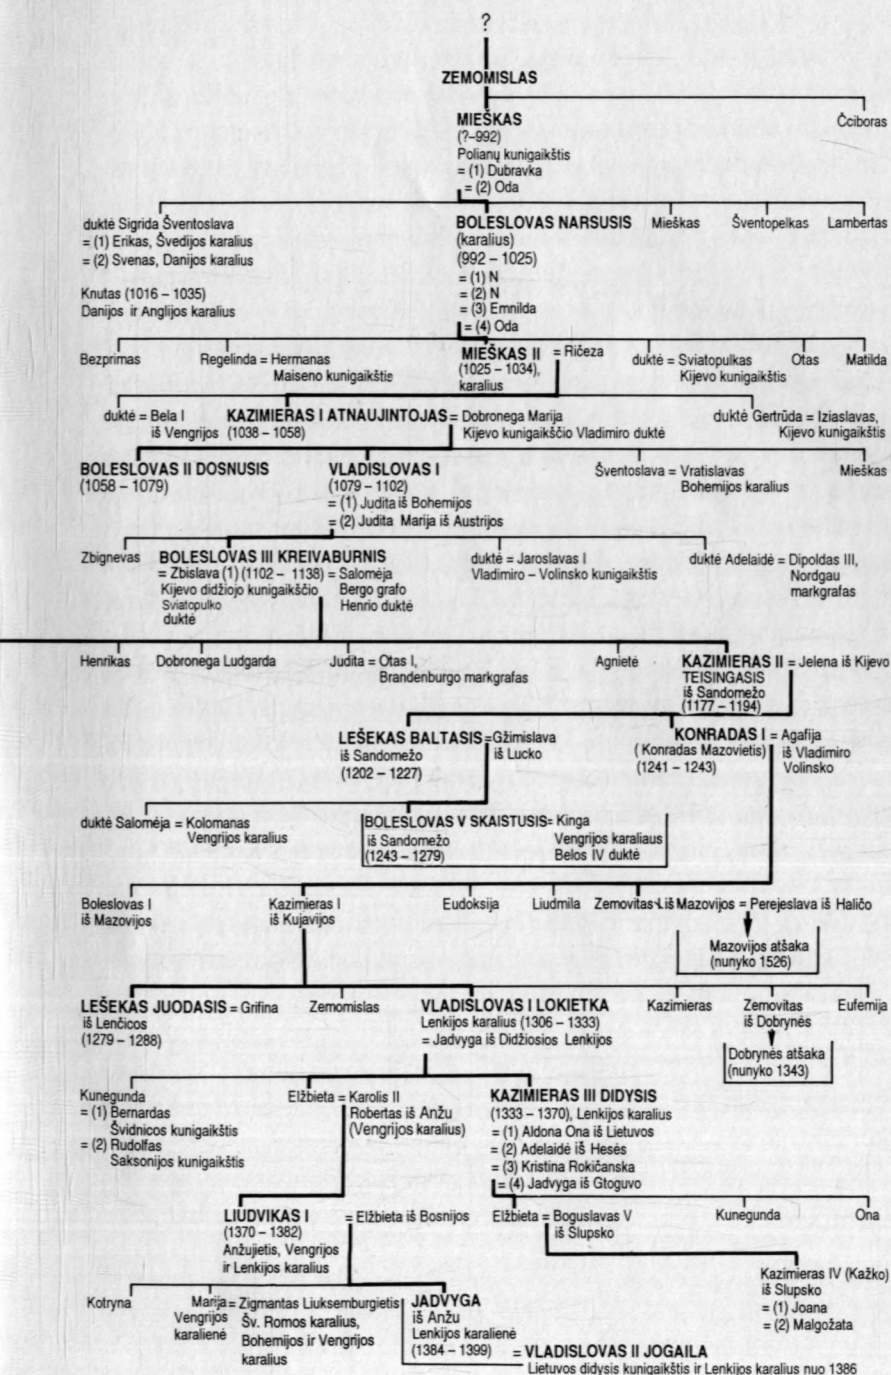 ?
ZEMOMISLAS
MIEŠKAS
(?–992)
Polianų kunigaikštis
= (1) Dubravka
= (2) Oda
Čciboras
duktė Sigrida Šventoslava
= (1) Erikas, Švedijos karalius
= (2) Svenas, Danijos karalius
Knutas (1016 – 1035)
Danijos ir Anglijos karalius
BOLESLOVAS NARSUSIS
(karalius)
(992 – 1025)
= (1) N
= (2) N
= (3) Emnilda
= (4) Oda
Mieškas
Šventopelkas
Lambertas
Bezprimas
Regelinda = Hermanas
Maiseno kunigaikštis
MIEŠKAS II
(1025 – 1034),
karalius
= Ričeza
duktė = Sviatopulkas
Kijevo kunigaikštis
Otas
Matilda
duktė = Bela I
iš Vengrijos
KAZIMIERAS I ATNAUJINTOJAS = Dobronega Marija
(1038 – 1058)
Kijevo kunigaikščio Vladimiro duktė
duktė Gertrūda = Iziaslavas,
Kijevo kunigaikštis
BOLESLOVAS II DOSNUSIS
(1058 – 1079)
VLADISLOVAS I
(1079 – 1102)
= (1) Judita iš Bohemijos
= (2) Judita Marija iš Austrijos
Šventoslava = Vratislavas
Bohemijos karalius
Mieškas
Zbignevas
BOLESLOVAS III KREIVABURNIS
= Zbislava (1) (1102 – 1138) = Salomėja
Kijevo didžiojo kunigaikščio
Sviatopulko
duktė
Bergo grafo
Henrio duktė
duktė = Jaroslavas I
Vladimiro – Volinsko kunigaikštis
duktė Adelaidė = Dipoldas III,
Nordgau
markgrafas
Henrikas
Dobronega Ludgarda
Judita = Otas I,
Brandenburgo markgrafas
Agnietė
KAZIMIERAS II = Jelena iš Kijevo
TEISINGASIS
iš Sandomežo
(1177 – 1194)
LEŠEKAS BALTASIS = Gžimislava
iš Sandomežo
(1202 – 1227)
iš Lucko
KONRADAS I = Agafija
( Konradas Mazovietis)
(1241 – 1243)
iš Vladimiro
Volinsko
duktė Salomėja = Kolomanas
Vengrijos karalius
BOLESLOVAS V SKAISTUSIS = Kinga
iš Sandomežo
(1243 – 1279)
Vengrijos karaliaus
Belos IV duktė
Boleslovas I
iš Mazovijos
Kazimieras I
iš Kujavijos
Eudoksija
Liudmila
Zemovitas I iš Mazovijos = Perejeslava iš Haličo
Mazovijos atšaka
(nunyko 1526)
LEŠEKAS JUODASIS = Grifina
iš Lenčicos
(1279 – 1288)
Zemomislas
VLADISLOVAS I LOKIETKA
Lenkijos karalius (1306 – 1333)
= Jadvyga iš Didžiosios Lenkijos
Kazimieras
Zemovitas
iš Dobrynės
Eufemija
Dobrynės atšaka
(nunyko 1343)
Kunegunda
= (1) Bernardas
Švidnicos kunigaikštis
= (2) Rudolfas
Saksonijos kunigaikštis
Elžbieta = Karolis II
Robertas iš Anžu
(Vengrijos karalius)
KAZIMIERAS III DIDYSIS
(1333 – 1370), Lenkijos karalius
= (1) Aldona Ona iš Lietuvos
= (2) Adelaidė iš Hesės
= (3) Kristina Rokičanska
= (4) Jadvyga iš Gtoguvo
LIUDVIKAS I = Elžbieta iš Bosnijos
(1370 – 1382)
Anžujietis, Vengrijos
ir Lenkijos karalius
Elžbieta = Boguslavas V
iš Slupsko
Kunegunda
Ona
Kazimieras IV (Kažko)
iš Slupsko
= (1) Joana
= (2) Malgožata
Kotryna
Marija = Zigmantas Liuksemburgietis
Vengrijos
karalienė
Šv. Romos karalius,
Bohemijos ir Vengrijos
karalius
JADVYGA
iš Anžu
Lenkijos karalienė
(1384 – 1399)
= VLADISLOVAS II JOGAILA
Lietuvos didysis kunigaikštis ir Lenkijos karalius nuo 1386